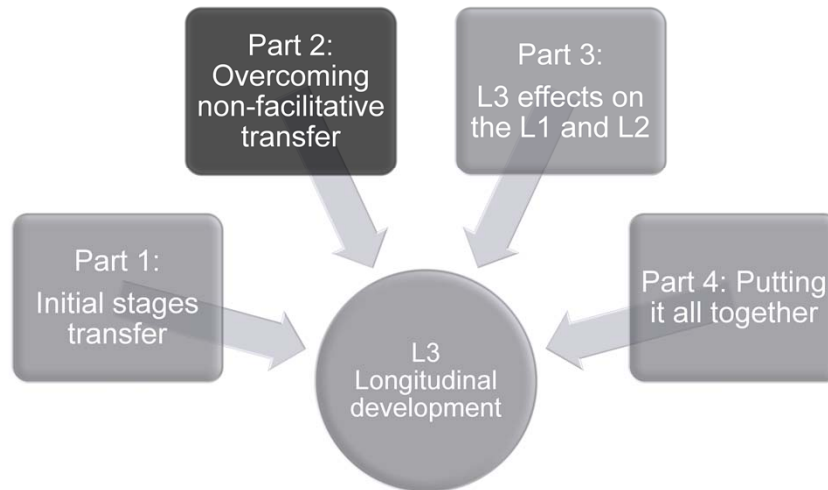 Part 2:
Overcoming
non-facilitative
transfer
Part 3:
L3 effects on
the L1 and L2
Part 1:
Initial stages
transfer
Part 4: Putting
it all together
L3
Longitudinal
development